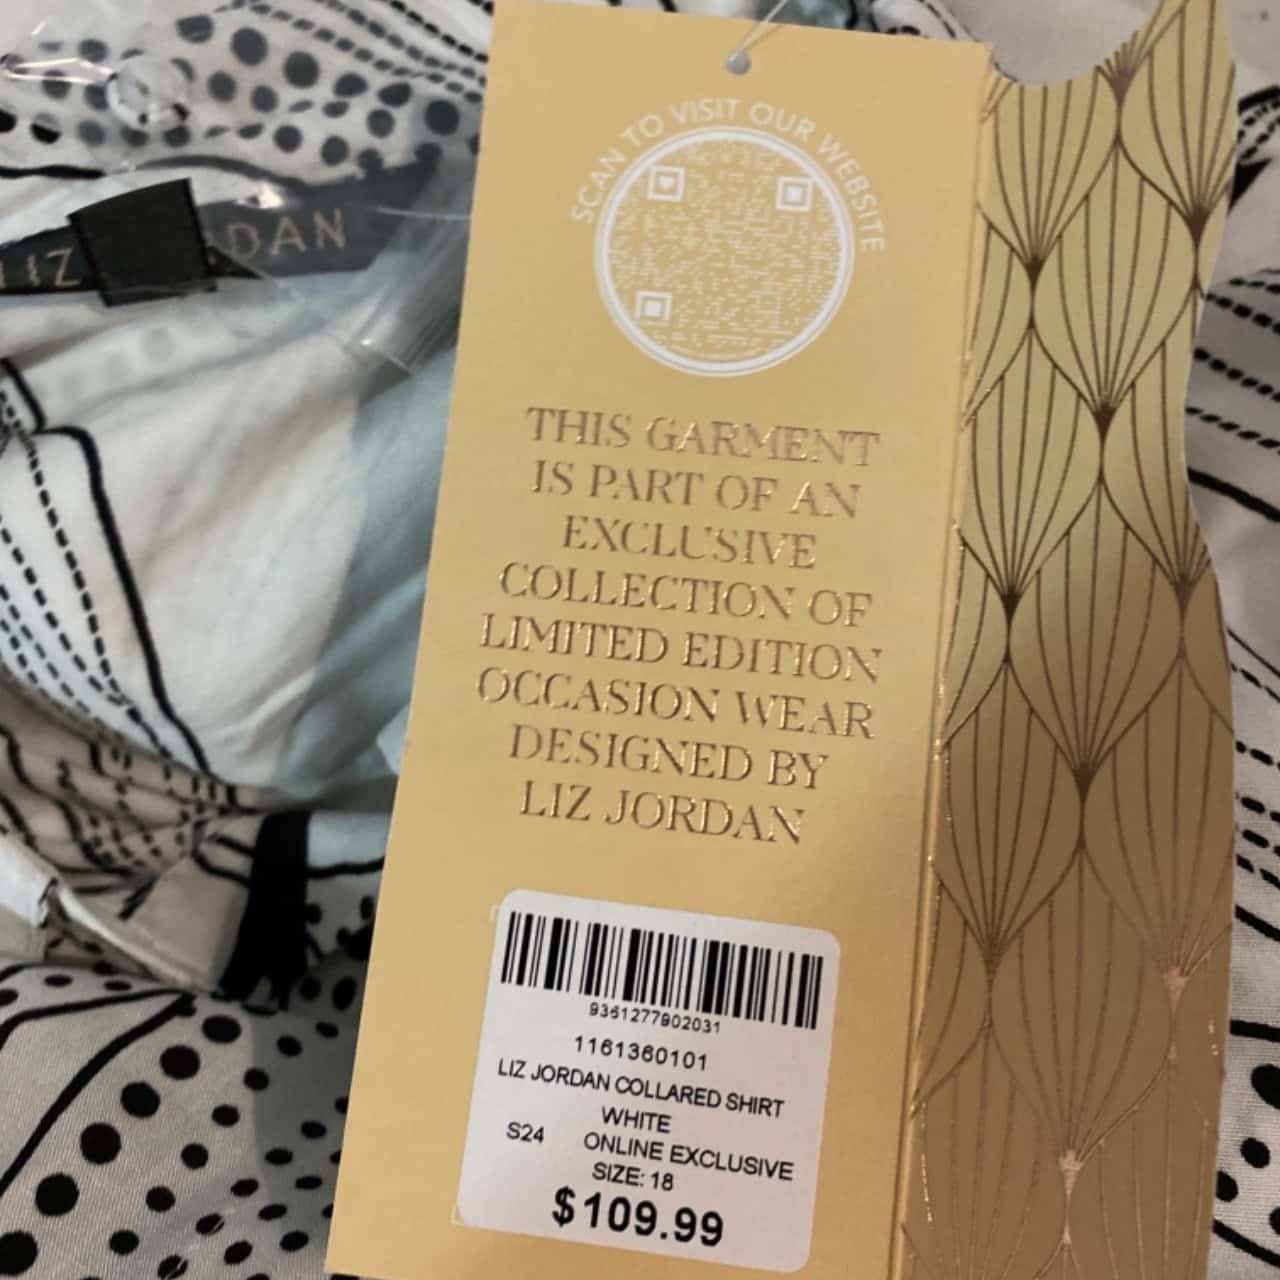 SCAN TO VISIT OUR WEBSITE
LIZ
RDAN
THIS GARMENT
IS PART OF AN
EXCLUSIVE
COLLECTION OF
LIMITED EDITION
OCCASION WEAR
DESIGNED BY
LIZ JORDAN
9361277902031
1161360101
LIZ JORDAN COLLARED SHIRT
WHITE
S24 ONLINE EXCLUSIVE
SIZE: 18
$109.99